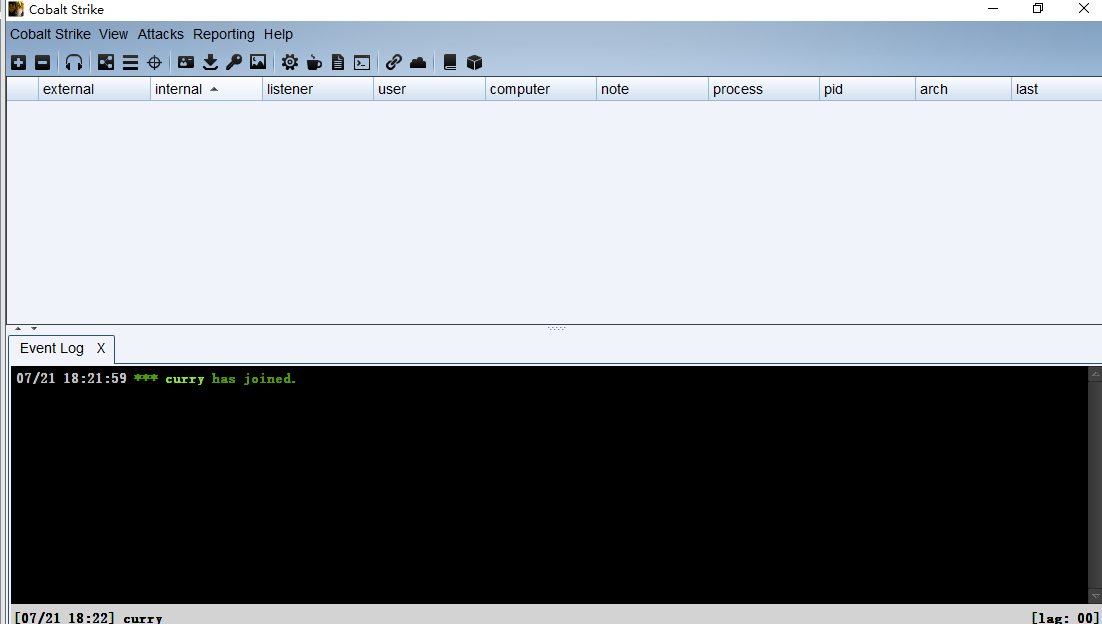 Cobalt Strike
Cobalt Strike View Attacks Reporting Help
external internal listener user computer note process pid arch last
Event Log X
07/21 18:21:59 *** curry has joined.
[07/21 18:22] curry [lag: 00]